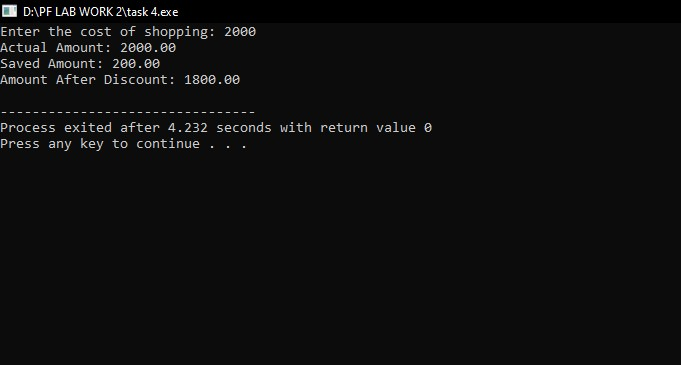 D:\PF LAB WORK 2\task 4.exe
Enter the cost of shopping: 2000
Actual Amount: 2000.00
Saved Amount: 200.00
Amount After Discount: 1800.00
--------------------------------
Process exited after 4.232 seconds with return value 0
Press any key to continue . . .